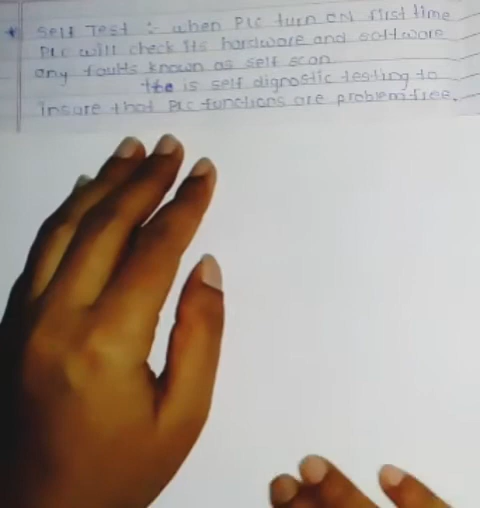 * Self Test : when PLC turn on first time
PLC will check its hardware and software
any faults known as self scan
the is self dignostic testing to
insure that PLC functions are problem free.